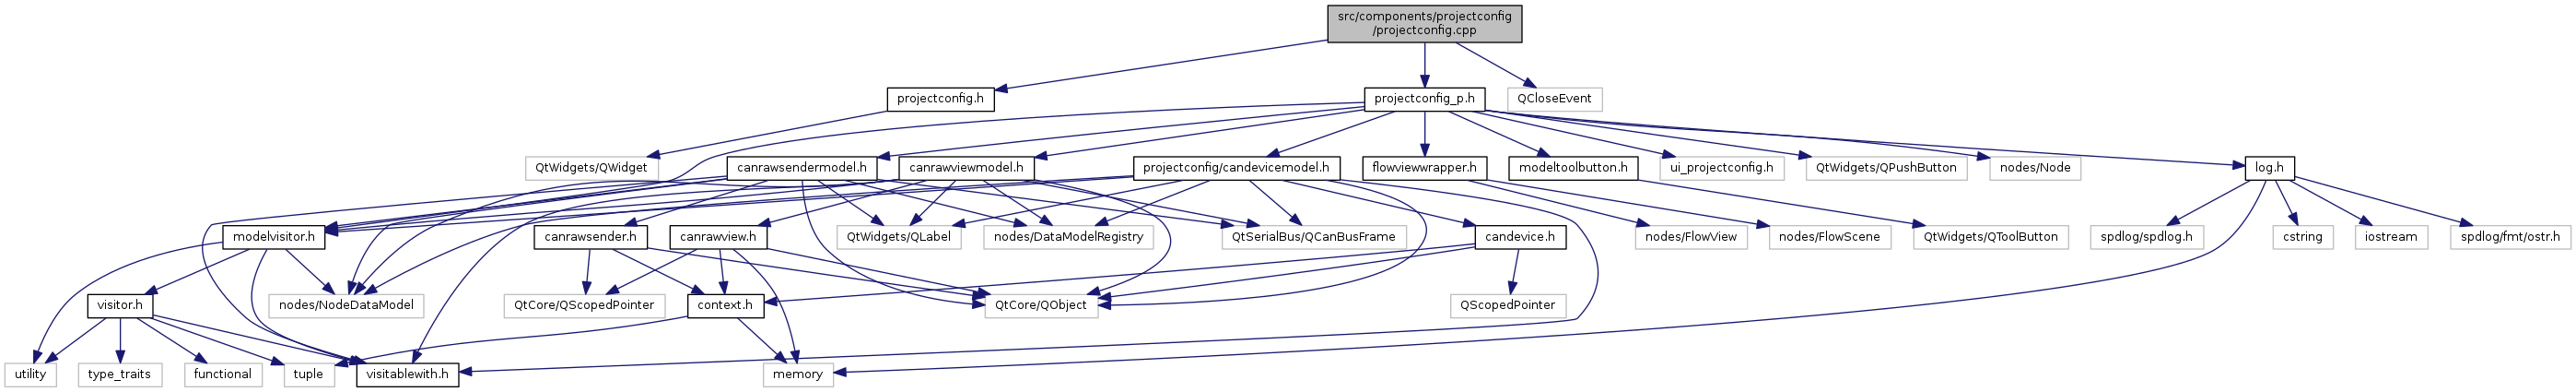 src/components/projectconfig
/projectconfig.cpp
projectconfig.h
projectconfig_p.h
QCloseEvent
QtWidgets/QWidget
canrawsendermodel.h
canrawviewmodel.h
projectconfig/candevicemodel.h
flowviewwrapper.h
modeltoolbutton.h
ui_projectconfig.h
QtWidgets/QPushButton
nodes/Node
log.h
modelvisitor.h
canrawsender.h
canrawview.h
QtWidgets/QLabel
nodes/DataModelRegistry
QtSerialBus/QCanBusFrame
candevice.h
nodes/FlowView
nodes/FlowScene
QtWidgets/QToolButton
spdlog/spdlog.h
cstring
iostream
spdlog/fmt/ostr.h
visitor.h
nodes/NodeDataModel
QtCore/QScopedPointer
context.h
QtCore/QObject
QScopedPointer
utility
type_traits
functional
tuple
visitablewith.h
memory